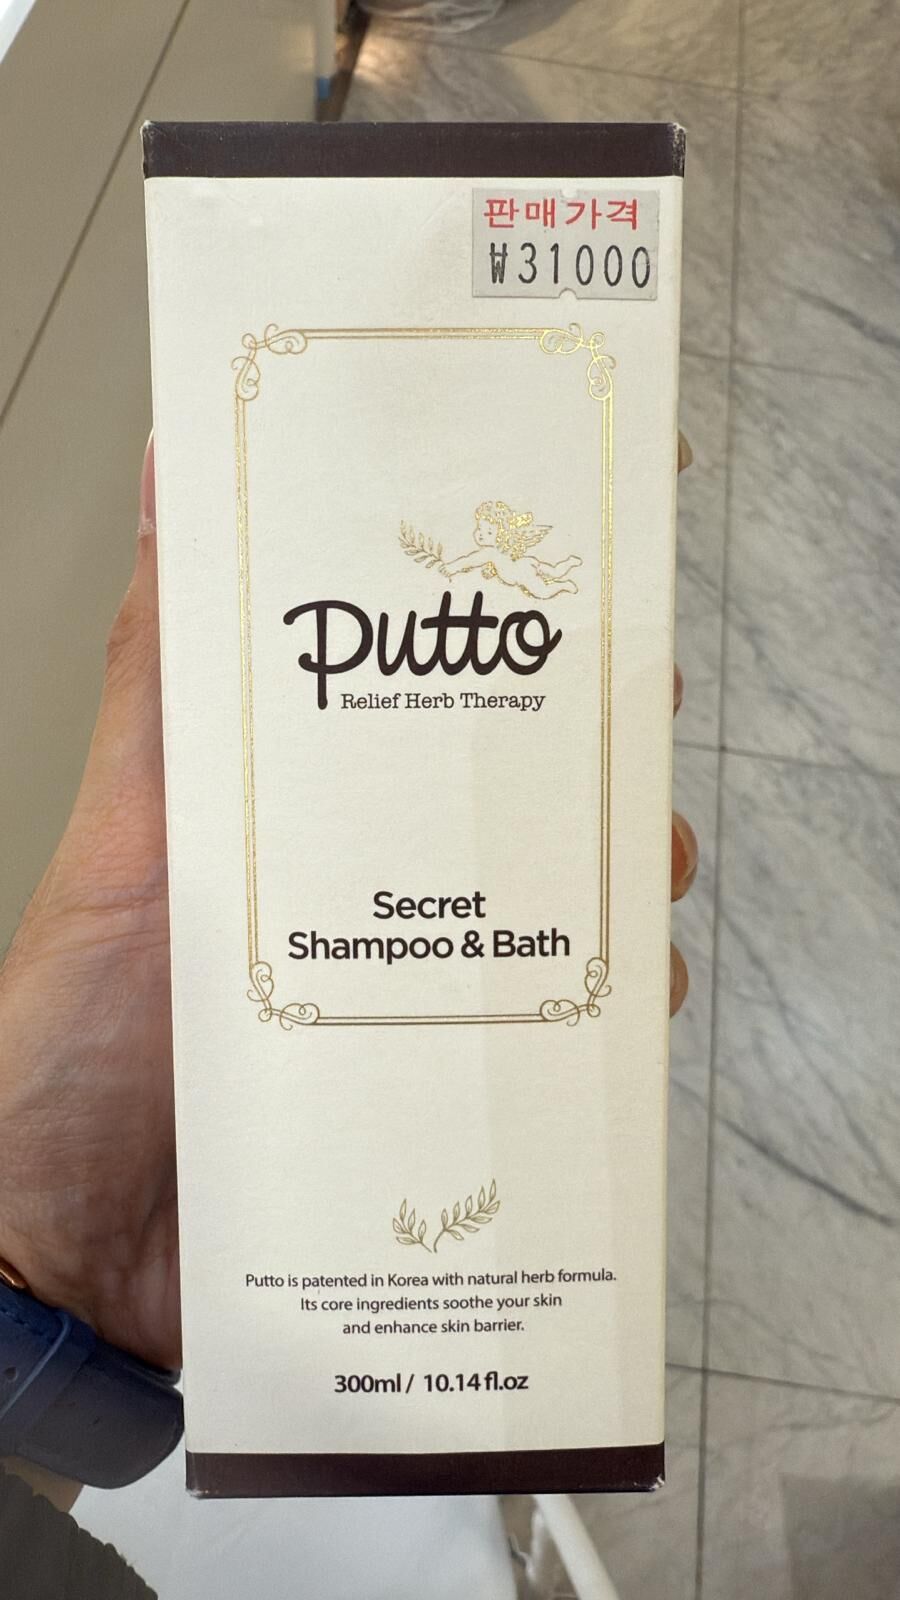 판매가격
₩31000
Putto
Relief Herb Therapy
Secret
Shampoo & Bath
Putto is patented in Korea with natural herb formula.
Its core ingredients soothe your skin
and enhance skin barrier.
300ml / 10.14 fl.oz